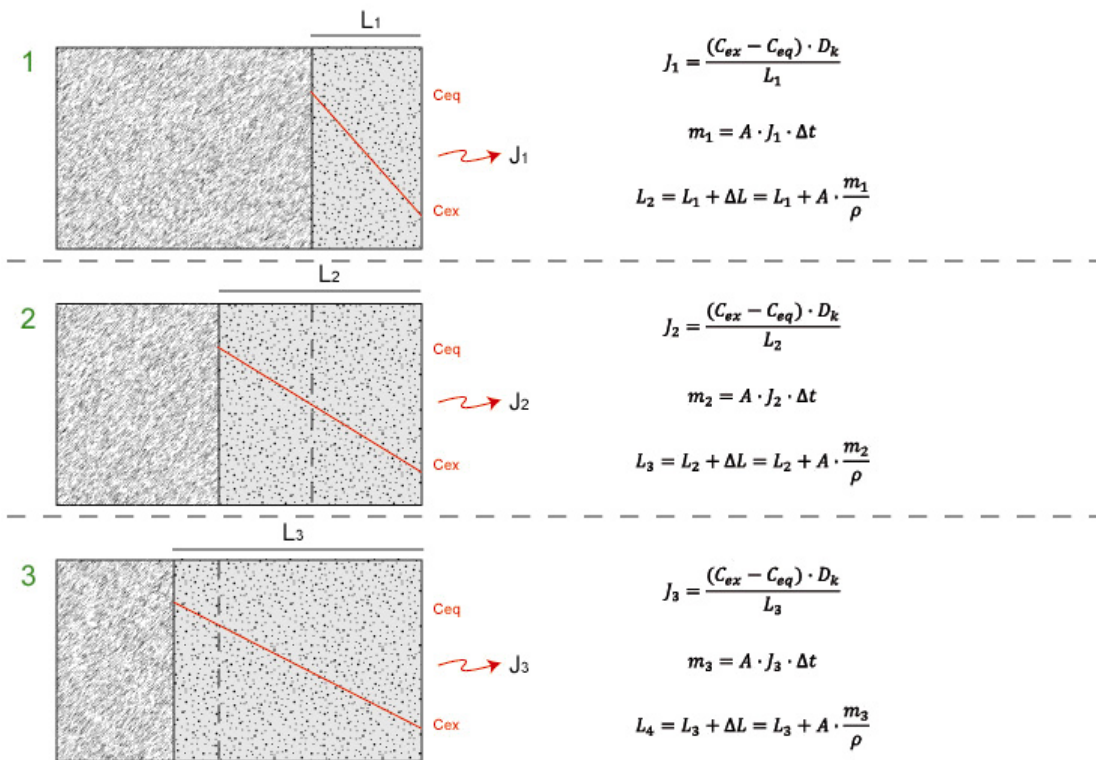 L₁
1
Ceq
J₁
Cex
J₁ = (Cₑₓ − Cₑq) · Dₖ / L₁
m₁ = A · J₁ · Δt
L₂ = L₁ + ΔL = L₁ + A · m₁ / ρ
L₂
2
Ceq
J₂
Cex
J₂ = (Cₑₓ − Cₑq) · Dₖ / L₂
m₂ = A · J₂ · Δt
L₃ = L₂ + ΔL = L₂ + A · m₂ / ρ
L₃
3
Ceq
J₃
Cex
J₃ = (Cₑₓ − Cₑq) · Dₖ / L₃
m₃ = A · J₃ · Δt
L₄ = L₃ + ΔL = L₃ + A · m₃ / ρ